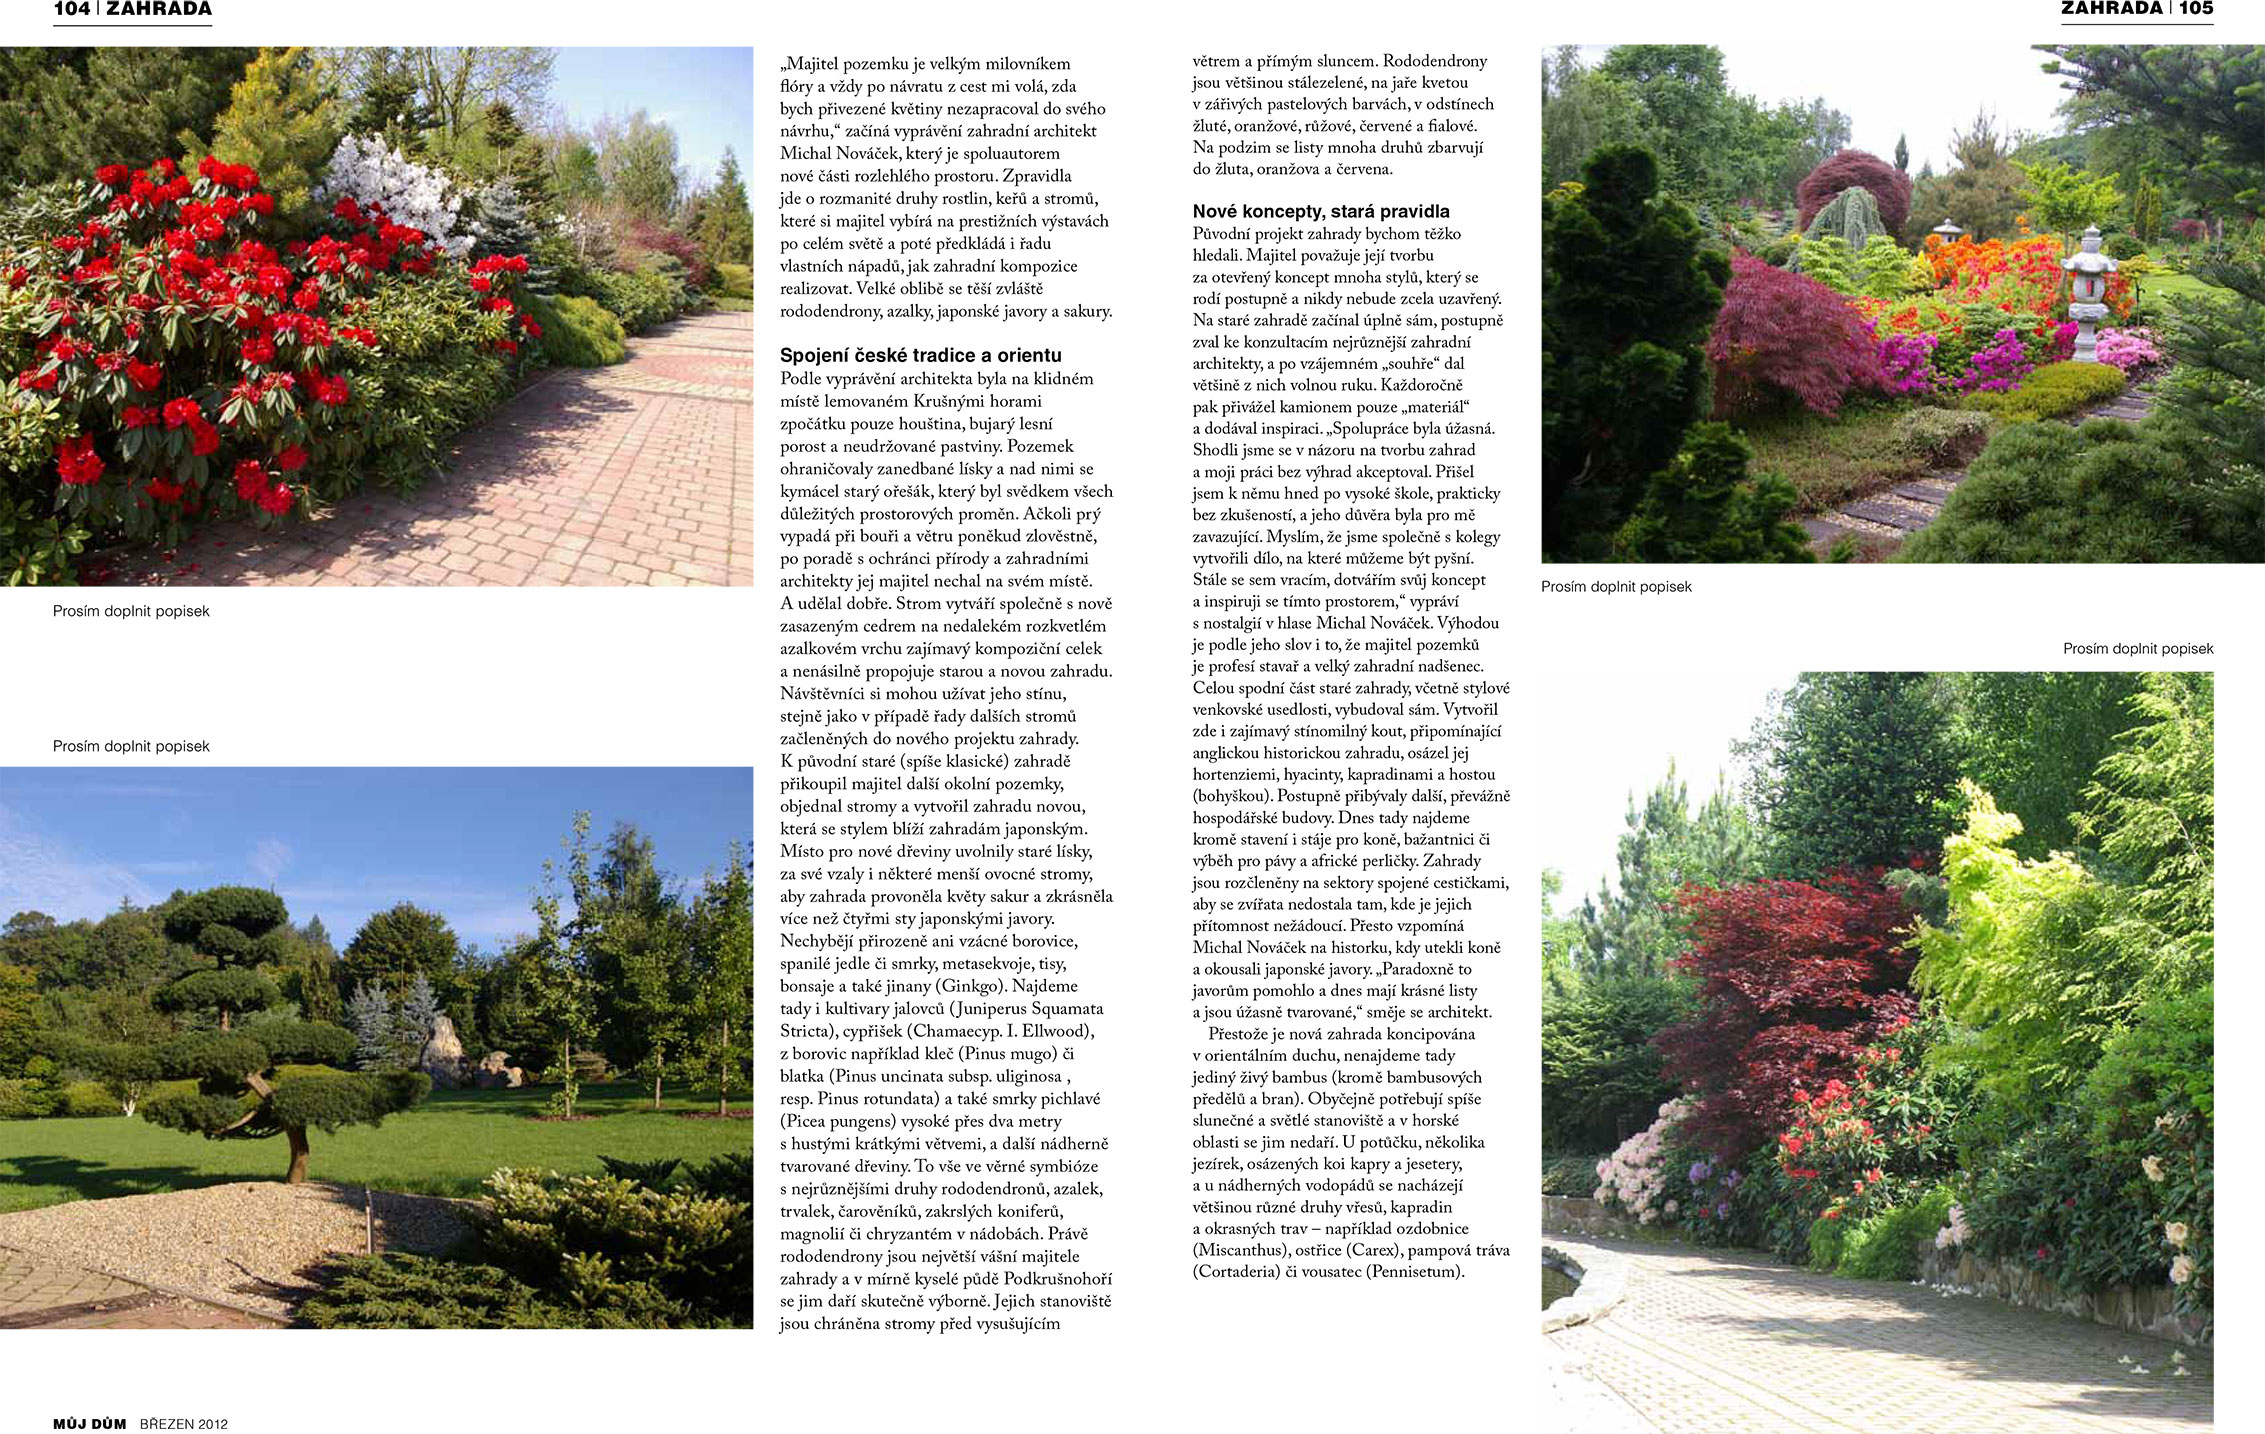 104 | ZAHRADA
„Majitel pozemku je velkým milovníkem
flóry a vždy po návratu z cest mi volá, zda
bych přivezené květiny nezapracoval do svého
návrhu,“ začíná vyprávění zahradní architekt
Michal Nováček, který je spoluautorem
nové části rozlehlého prostoru. Zpravidla
jde o rozmanité druhy rostlin, keřů a stromů,
které si majitel vybírá na prestižních výstavách
po celém světě a poté předkládá i řadu
vlastních nápadů, jak zahradní kompozice
realizovat. Velké oblibě se těší zvláště
rododendrony, azalky, japonské javory a sakury.
Spojení české tradice a orientu
Podle vyprávění architekta byla na klidném
místě lemovaném Krušnými horami
zpočátku pouze houština, bujarý lesní
porost a neudržované pastviny. Pozemek
ohraničovaly zanedbané lísky a nad nimi se
kymácel starý ořešák, který byl svědkem všech
důležitých prostorových proměn. Ačkoli prý
vypadá při bouři a větru poněkud zlověstně,
po poradě s ochránci přírody a zahradními
architekty jej majitel nechal na svém místě.
A udělal dobře. Strom vytváří společně s nově
zasazeným cedrem na nedalekém rozkvetlém
azalkovém vrchu zajímavý kompoziční celek
a nenásilně propojuje starou a novou zahradu.
Návštěvníci si mohou užívat jeho stínu,
stejně jako v případě řady dalších stromů
začleněných do nového projektu zahrady.
K původní staré (spíše klasické) zahradě
přikoupil majitel další okolní pozemky,
objednal stromy a vytvořil zahradu novou,
která se stylem blíží zahradám japonským.
Místo pro nové dřeviny uvolnily staré lísky,
za své vzaly i některé menší ovocné stromy,
aby zahrada provoněla květy sakur a zkrásněla
více než čtyřmi sty japonskými javory.
Nechybějí přirozeně ani vzácné borovice,
spanilé jedle či smrky, metasekvoje, tisy,
bonsaje a také jinany (Ginkgo). Najdeme
tady i kultivary jalovců (Juniperus Squamata
Stricta), cypřišek (Chamaecyp. I. Ellwood),
z borovic například kleč (Pinus mugo) či
blatka (Pinus uncinata subsp. uliginosa ,
resp. Pinus rotundata) a také smrky pichlavé
(Picea pungens) vysoké přes dva metry
s hustými krátkými větvemi, a další nádherně
tvarované dřeviny. To vše ve věrné symbióze
s nejrůznějšími druhy rododendronů, azalek,
trvalek, čarověníků, zakrslých koniferů,
magnolií či chryzantém v nádobách. Právě
rododendrony jsou největší vášní majitele
zahrady a v mírně kyselé půdě Podkrušnohoří
se jim daří skutečně výborně. Jejich stanoviště
jsou chráněna stromy před vysušujícím
Prosím doplnit popisek
Prosím doplnit popisek
MŮJ DŮM BŘEZEN 2012
ZAHRADA | 105
větrem a přímým sluncem. Rododendrony
jsou většinou stálezelené, na jaře kvetou
v zářivých pastelových barvách, v odstínech
žluté, oranžové, růžové, červené a fialové.
Na podzim se listy mnoha druhů zbarvují
do žluta, oranžova a červena.
Nové koncepty, stará pravidla
Původní projekt zahrady bychom těžko
hledali. Majitel považuje její tvorbu
za otevřený koncept mnoha stylů, který se
rodí postupně a nikdy nebude zcela uzavřený.
Na staré zahradě začínal úplně sám, postupně
zval ke konzultacím nejrůznější zahradní
architekty, a po vzájemném „souhře“ dal
většině z nich volnou ruku. Každoročně
pak přivážel kamionem pouze „materiál“
a dodával inspiraci. „Spolupráce byla úžasná.
Shodli jsme se v názoru na tvorbu zahrad
a moji práci bez výhrad akceptoval. Přišel
jsem k němu hned po vysoké škole, prakticky
bez zkušeností, a jeho důvěra byla pro mě
zavazující. Myslím, že jsme společně s kolegy
vytvořili dílo, na které můžeme být pyšní.
Stále se sem vracím, dotvářím svůj koncept
a inspiruji se tímto prostorem,“ vypráví
s nostalgií v hlase Michal Nováček. Výhodou
je podle jeho slov i to, že majitel pozemků
je profesí stavař a velký zahradní nadšenec.
Celou spodní část staré zahrady, včetně stylové
venkovské usedlosti, vybudoval sám. Vytvořil
zde i zajímavý stínomilný kout, připomínající
anglickou historickou zahradu, osázel jej
hortenziemi, hyacinty, kapradinami a hostou
(bohyškou). Postupně přibývaly další, převážně
hospodářské budovy. Dnes tady najdeme
kromě stavení i stáje pro koně, bažantnici či
výběh pro pávy a africké perličky. Zahrady
jsou rozčleněny na sektory spojené cestičkami,
aby se zvířata nedostala tam, kde je jejich
přítomnost nežádoucí. Přesto vzpomíná
Michal Nováček na historku, kdy utekli koně
a okousali japonské javory. „Paradoxně to
javorům pomohlo a dnes mají krásné listy
a jsou úžasně tvarované,“ směje se architekt.
Přestože je nová zahrada koncipována
v orientálním duchu, nenajdeme tady
jediný živý bambus (kromě bambusových
předělů a bran). Obyčejně potřebují spíše
slunečné a světlé stanoviště a v horské
oblasti se jim nedaří. U potůčku, několika
jezírek, osázených koi kapry a jesetery,
a u nádherných vodopádů se nacházejí
většinou různé druhy vřesů, kapradin
a okrasných trav – například ozdobnice
(Miscanthus), ostřice (Carex), pampová tráva
(Cortaderia) či vousatec (Pennisetum).
Prosím doplnit popisek
Prosím doplnit popisek